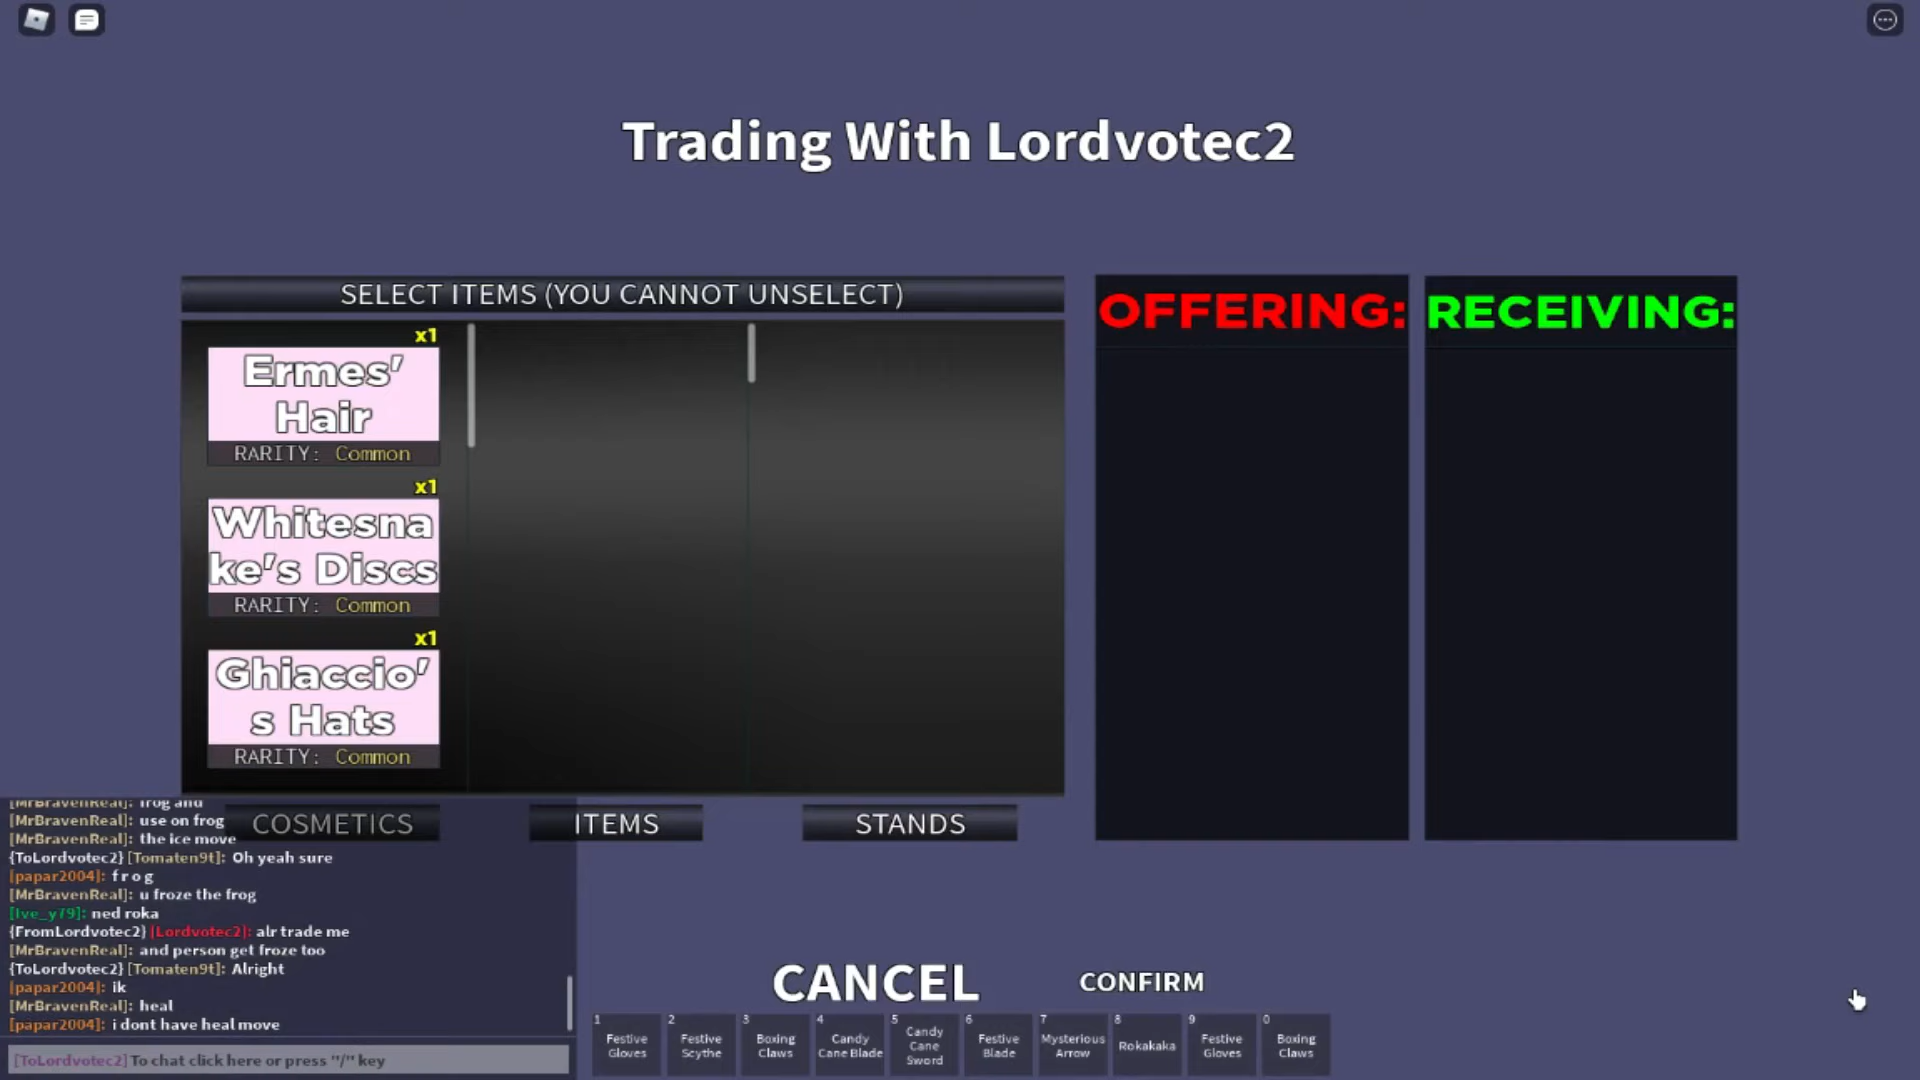 Trading With Lordvotec2
SELECT ITEMS (YOU CANNOT UNSELECT)
x1
Ermes'
Hair
RARITY: Common
x1
Whitesna
ke's Discs
RARITY: Common
x1
Ghiaccio'
s Hats
RARITY: Common
OFFERING:
RECEIVING:
COSMETICS
ITEMS
STANDS
[MrBravenReal]: frog and
[MrBravenReal]: use on frog
[MrBravenReal]: the ice move
{ToLordvotec2} [Tomaten9t]: Oh yeah sure
[papar2004]: f r o g
[MrBravenReal]: u froze the frog
[Ive_y79]: ned roka
{FromLordvotec2} [Lordvotec2]: alr trade me
[MrBravenReal]: and person get froze too
{ToLordvotec2} [Tomaten9t]: Alright
[papar2004]: ik
[MrBravenReal]: heal
[papar2004]: i dont have heal move
[ToLordvotec2] To chat click here or press "/" key
CANCEL
CONFIRM
1
Festive
Gloves
2
Festive
Scythe
3
Boxing
Claws
4
Candy
Cane Blade
5
Candy
Cane
Sword
6
Festive
Blade
7
Mysterious
Arrow
8
Rokakaka
9
Festive
Gloves
0
Boxing
Claws